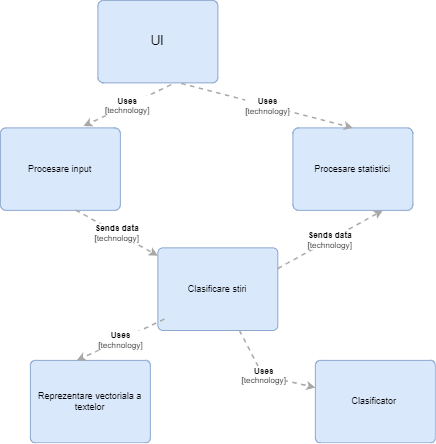 UI
Uses
[technology]
Uses
[technology]
Procesare input
Procesare statistici
Sends data
[technology]
Sends data
[technology]
Clasificare stiri
Uses
[technology]
Uses
[technology]
Reprezentare vectoriala a
textelor
Clasificator